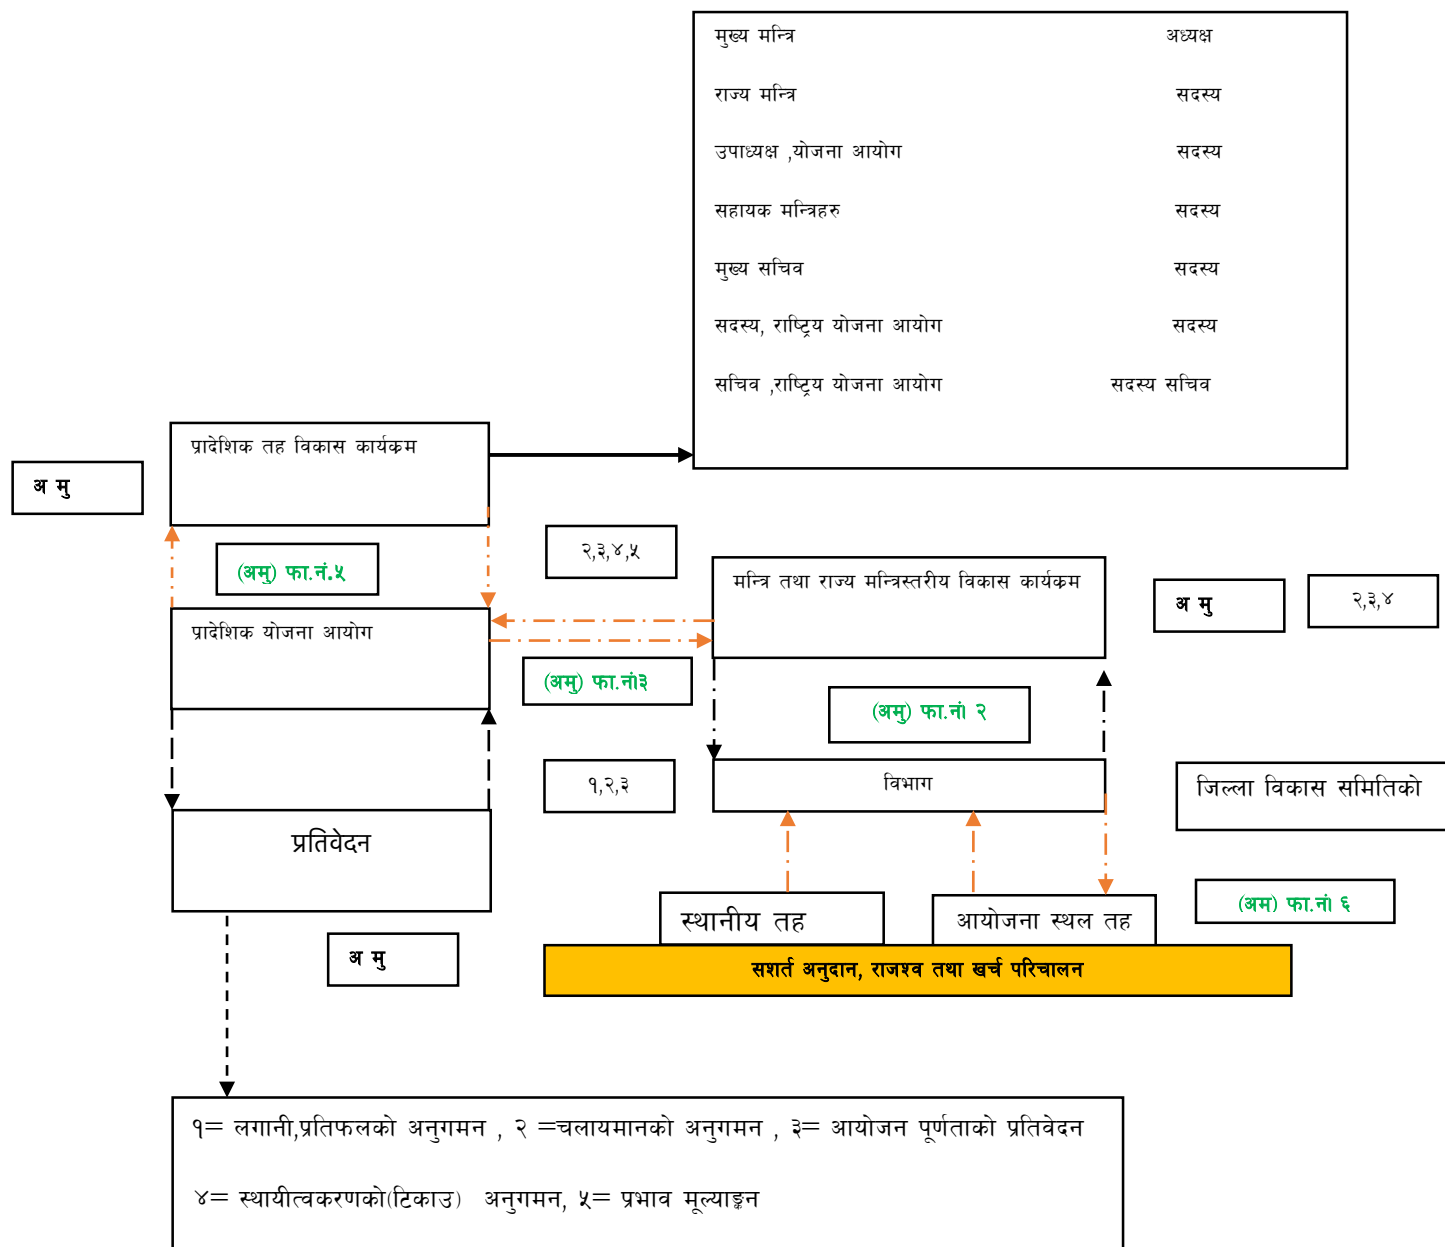 मुख्य मन्त्रि अध्यक्ष
राज्य मन्त्रि सदस्य
उपाध्यक्ष ,योजना आयोग सदस्य
सहायक मन्त्रिहरु सदस्य
मुख्य सचिव सदस्य
सदस्य, राष्ट्रिय योजना आयोग सदस्य
सचिव ,राष्ट्रिय योजना आयोग सदस्य सचिव
प्रादेशिक तह विकास कार्यक्रम
अ मु
(अमु) फा.नं.५
२,३,४,५
मन्त्रि तथा राज्य मन्त्रिस्तरीय विकास कार्यक्रम
अ मु
२,३,४
प्रादेशिक योजना आयोग
(अमु) फा.नं।३
(अमु) फा.नं। २
१,२,३
विभाग
जिल्ला विकास समितिको
प्रतिवेदन
(अम) फा.नं। ६
स्थानीय तह
आयोजना स्थल तह
अ मु
सशर्त अनुदान, राजश्व तथा खर्च परिचालन
१= लगानी,प्रतिफलको अनुगमन , २ =चलायमानको अनुगमन , ३= आयोजन पूर्णताको प्रतिवेदन
४= स्थायीत्वकरणको(टिकाउ) अनुगमन, ५= प्रभाव मूल्याङ्कन